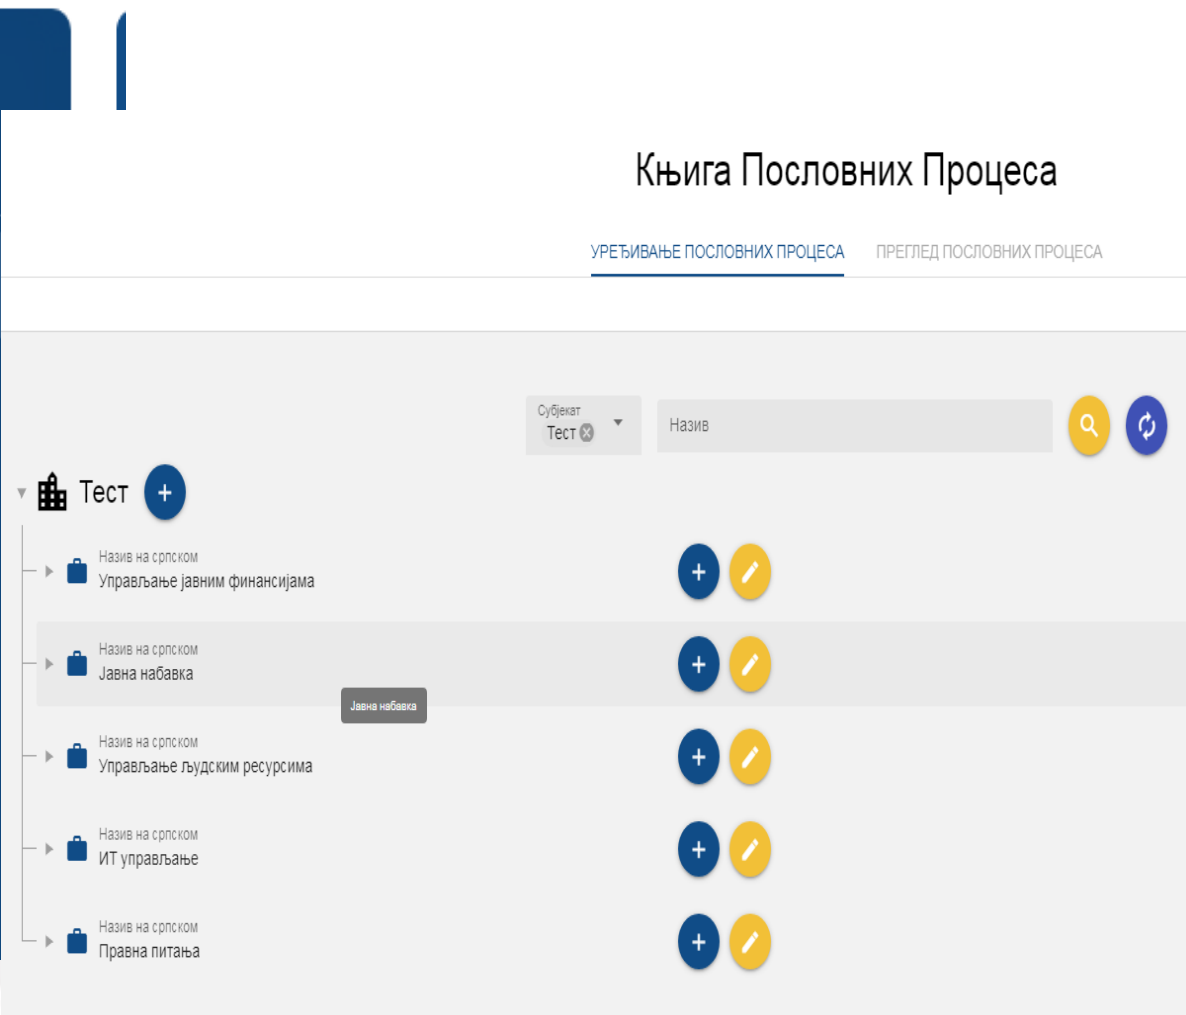 Књига Пословних Процеса
УРЕЂИВАЊЕ ПОСЛОВНИХ ПРОЦЕСА ПРЕГЛЕД ПОСЛОВНИХ ПРОЦЕСА
Субјекат
Тест
Назив
Тест
Назив на српском
Управљање јавним финансијама
Назив на српском
Јавна набавка
Јавна набавка
Назив на српском
Управљање људским ресурсима
Назив на српском
ИТ управљање
Назив на српском
Правна питања